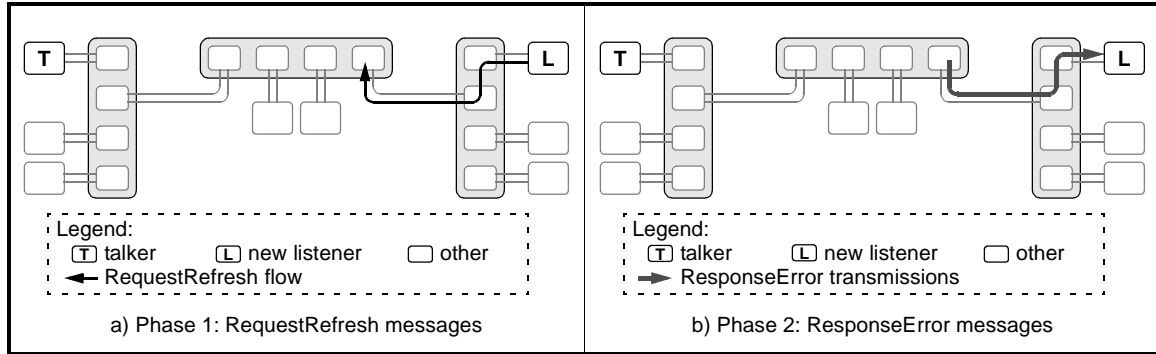 T
L
Legend:
T talker L new listener other
RequestRefresh flow
a) Phase 1: RequestRefresh messages
T
L
Legend:
T talker L new listener other
ResponseError transmissions
b) Phase 2: ResponseError messages